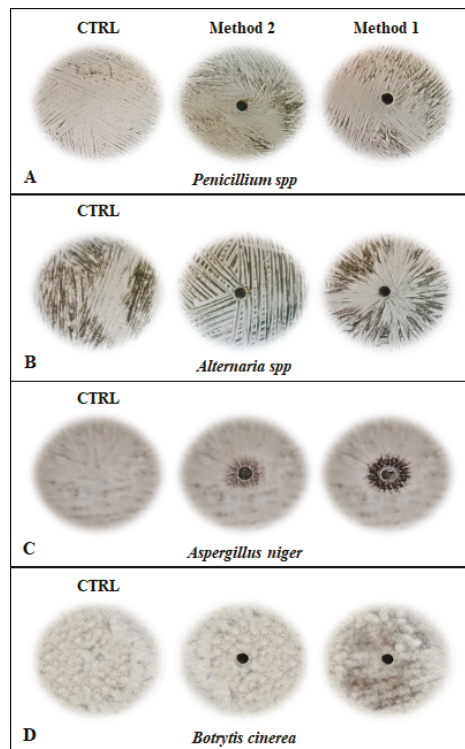 CTRL Method 2 Method 1
A
Penicillium spp
CTRL
B
Alternaria spp
CTRL
C
Aspergillus niger
CTRL
D
Botrytis cinerea